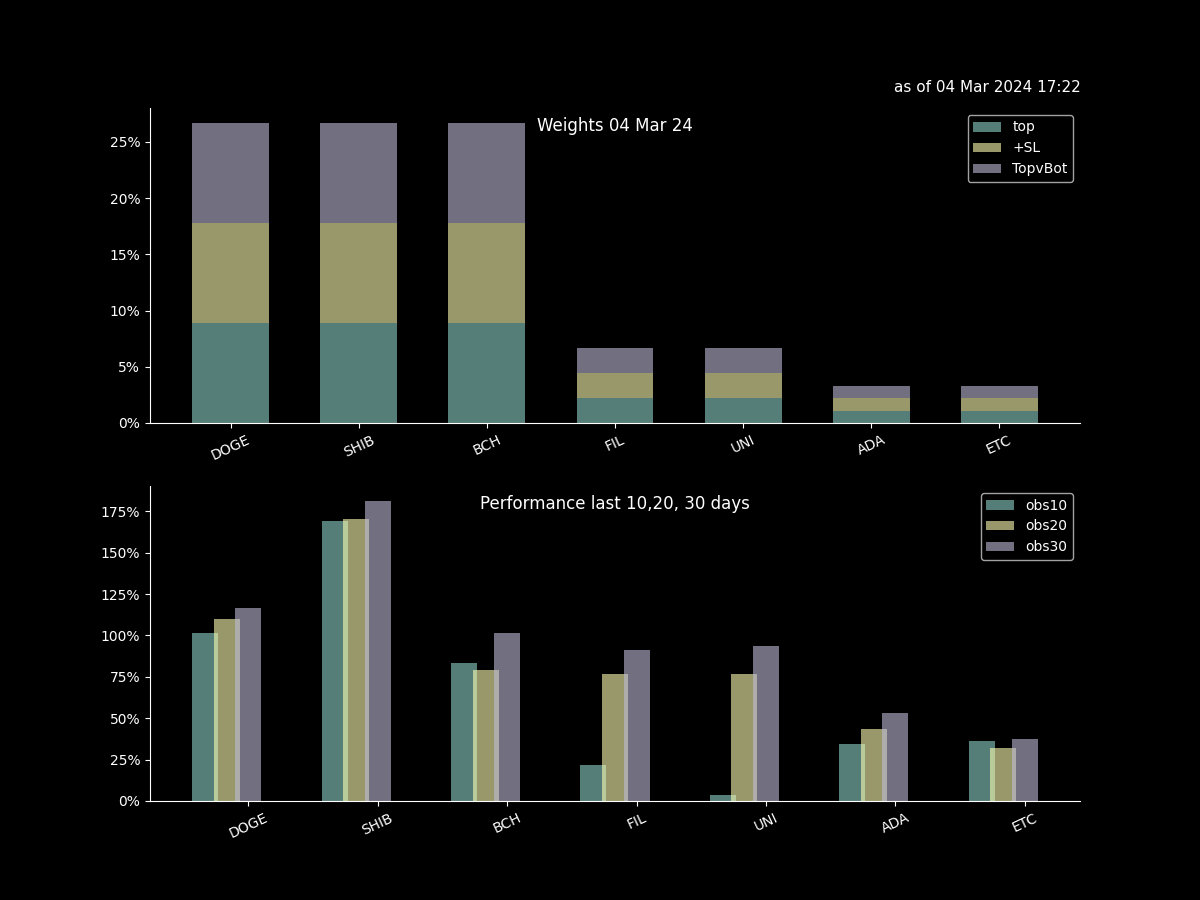 as of 04 Mar 2024 17:22
Weights 04 Mar 24
top
+SL
TopvBot
25%
20%
15%
10%
5%
0%
DOGE SHIB BCH FIL UNI ADA ETC
Performance last 10,20, 30 days
obs10
obs20
obs30
175%
150%
125%
100%
75%
50%
25%
0%
DOGE SHIB BCH FIL UNI ADA ETC